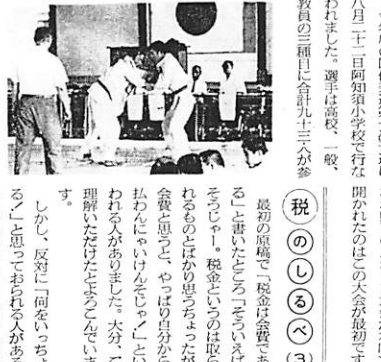 八月二十二日阿知須小学校で行な
われました。選手は高校、一般、
教員の三種目に合計九十三人が参
開かれたのはこの大会が最初です
税のしるべ3
最初の原稿で「税金は会費であ
る」と書いたところ「そういえば
そうじゃー。税金というのは取ら
れるものとばかり思うちょったが
会費と思うと、やっぱり自分から
払わんにゃいけんそじゃ!」とい
われる人がありました。大分、こ
理解いただけたとよろこんでいま
す。
しかし、反対に「何をいっちょ
る!」と思っておられる人がある